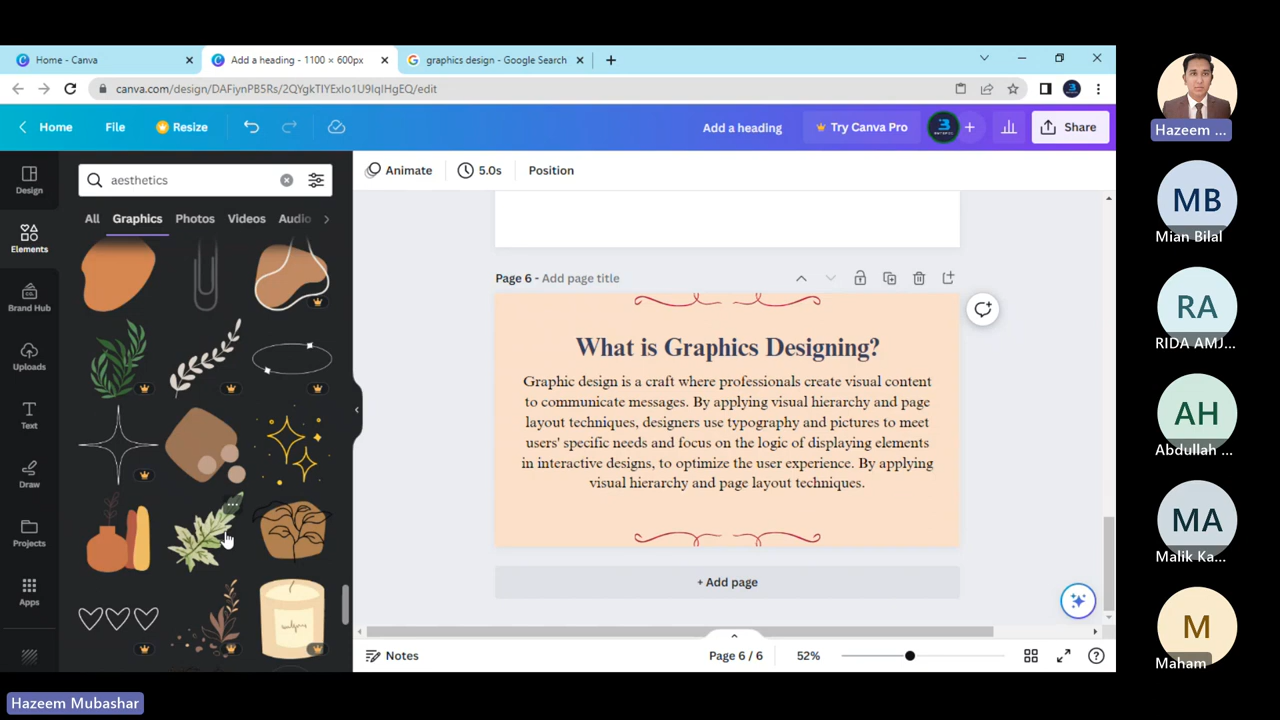 Home - Canva
Add a heading - 1100 × 600px
graphics design - Google Search
canva.com/design/DAFiynPB5Rs/2QYgkTlYExIo1U9IqIHgEQ/edit
Home
File
Resize
Add a heading
Try Canva Pro
Share
Design
Elements
Brand Hub
Uploads
Text
Draw
Projects
Apps
aesthetics
All
Graphics
Photos
Videos
Audio
Animate
5.0s
Position
Page 6 - Add page title
What is Graphics Designing?
Graphic design is a craft where professionals create visual content
to communicate messages. By applying visual hierarchy and page
layout techniques, designers use typography and pictures to meet
users' specific needs and focus on the logic of displaying elements
in interactive designs, to optimize the user experience. By applying
visual hierarchy and page layout techniques.
+ Add page
Notes
Page 6 / 6
52%
Hazeem ...
MB
Mian Bilal
RA
RIDA AMJ...
AH
Abdullah ...
MA
Malik Ka...
M
Maham
Hazeem Mubashar